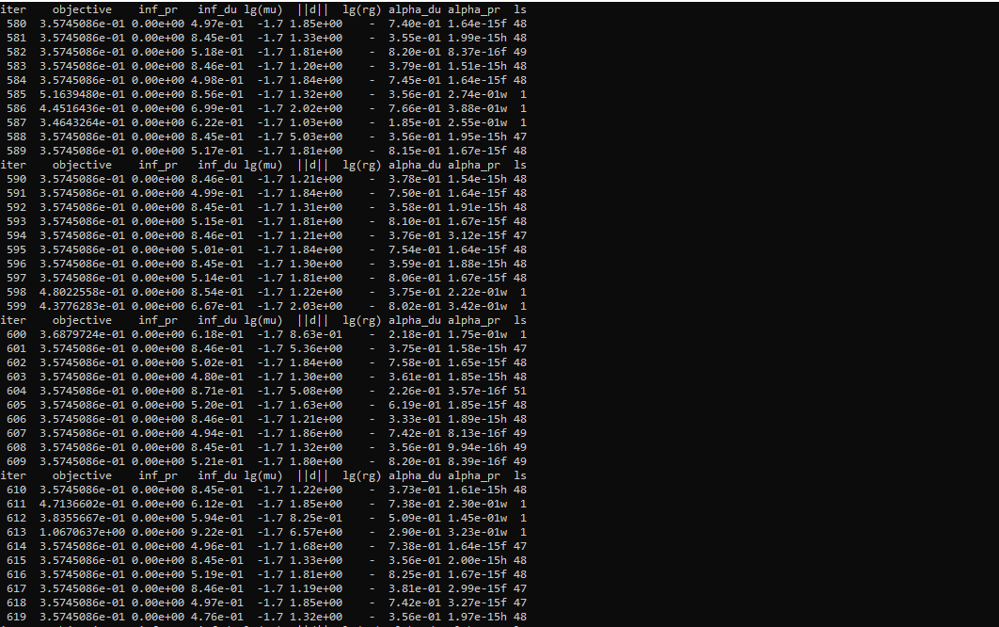 iter    objective    inf_pr   inf_du lg(mu)  ||d||  lg(rg) alpha_du alpha_pr  ls
 580  3.5745086e-01 0.00e+00 4.97e-01  -1.7 1.85e+00    -  7.40e-01 1.64e-15f 48
 581  3.5745086e-01 0.00e+00 8.45e-01  -1.7 1.33e+00    -  3.55e-01 1.99e-15h 48
 582  3.5745086e-01 0.00e+00 5.18e-01  -1.7 1.81e+00    -  8.20e-01 8.37e-16f 49
 583  3.5745086e-01 0.00e+00 8.46e-01  -1.7 1.20e+00    -  3.79e-01 1.51e-15h 48
 584  3.5745086e-01 0.00e+00 4.98e-01  -1.7 1.84e+00    -  7.45e-01 1.64e-15f 48
 585  5.1639480e-01 0.00e+00 8.56e-01  -1.7 1.32e+00    -  3.56e-01 2.74e-01w  1
 586  4.4516436e-01 0.00e+00 6.99e-01  -1.7 2.02e+00    -  7.66e-01 3.88e-01w  1
 587  3.4643264e-01 0.00e+00 6.22e-01  -1.7 1.03e+00    -  1.85e-01 2.55e-01w  1
 588  3.5745086e-01 0.00e+00 8.45e-01  -1.7 5.03e+00    -  3.56e-01 1.95e-15h 47
 589  3.5745086e-01 0.00e+00 5.17e-01  -1.7 1.81e+00    -  8.15e-01 1.67e-15f 48
iter    objective    inf_pr   inf_du lg(mu)  ||d||  lg(rg) alpha_du alpha_pr  ls
 590  3.5745086e-01 0.00e+00 8.46e-01  -1.7 1.21e+00    -  3.78e-01 1.54e-15h 48
 591  3.5745086e-01 0.00e+00 4.99e-01  -1.7 1.84e+00    -  7.50e-01 1.64e-15f 48
 592  3.5745086e-01 0.00e+00 8.45e-01  -1.7 1.31e+00    -  3.58e-01 1.91e-15h 48
 593  3.5745086e-01 0.00e+00 5.15e-01  -1.7 1.81e+00    -  8.10e-01 1.67e-15f 48
 594  3.5745086e-01 0.00e+00 8.46e-01  -1.7 1.21e+00    -  3.76e-01 3.12e-15f 47
 595  3.5745086e-01 0.00e+00 5.01e-01  -1.7 1.84e+00    -  7.54e-01 1.64e-15f 48
 596  3.5745086e-01 0.00e+00 8.45e-01  -1.7 1.30e+00    -  3.59e-01 1.88e-15h 48
 597  3.5745086e-01 0.00e+00 5.14e-01  -1.7 1.81e+00    -  8.06e-01 1.67e-15f 48
 598  4.8022558e-01 0.00e+00 8.54e-01  -1.7 1.22e+00    -  3.75e-01 2.22e-01w  1
 599  4.3776283e-01 0.00e+00 6.67e-01  -1.7 2.03e+00    -  8.02e-01 3.42e-01w  1
iter    objective    inf_pr   inf_du lg(mu)  ||d||  lg(rg) alpha_du alpha_pr  ls
 600  3.6879724e-01 0.00e+00 6.18e-01  -1.7 8.63e-01    -  2.18e-01 1.75e-01w  1
 601  3.5745086e-01 0.00e+00 8.46e-01  -1.7 5.36e+00    -  3.75e-01 1.58e-15h 47
 602  3.5745086e-01 0.00e+00 5.02e-01  -1.7 1.84e+00    -  7.58e-01 1.65e-15f 48
 603  3.5745086e-01 0.00e+00 4.80e-01  -1.7 1.30e+00    -  3.61e-01 1.85e-15h 48
 604  3.5745086e-01 0.00e+00 8.71e-01  -1.7 5.08e+00    -  2.26e-01 3.57e-16f 51
 605  3.5745086e-01 0.00e+00 5.20e-01  -1.7 1.63e+00    -  6.19e-01 1.85e-15f 48
 606  3.5745086e-01 0.00e+00 8.46e-01  -1.7 1.21e+00    -  3.33e-01 1.89e-15h 48
 607  3.5745086e-01 0.00e+00 4.94e-01  -1.7 1.86e+00    -  7.42e-01 8.13e-16f 49
 608  3.5745086e-01 0.00e+00 8.45e-01  -1.7 1.32e+00    -  3.56e-01 9.94e-16h 49
 609  3.5745086e-01 0.00e+00 5.21e-01  -1.7 1.80e+00    -  8.20e-01 8.39e-16f 49
iter    objective    inf_pr   inf_du lg(mu)  ||d||  lg(rg) alpha_du alpha_pr  ls
 610  3.5745086e-01 0.00e+00 8.45e-01  -1.7 1.22e+00    -  3.73e-01 1.61e-15h 48
 611  4.7136602e-01 0.00e+00 6.12e-01  -1.7 1.85e+00    -  7.38e-01 2.30e-01w  1
 612  3.8355667e-01 0.00e+00 5.94e-01  -1.7 8.25e-01    -  5.09e-01 1.45e-01w  1
 613  1.0670637e+00 0.00e+00 9.22e-01  -1.7 6.57e+00    -  2.90e-01 3.23e-01w  1
 614  3.5745086e-01 0.00e+00 4.96e-01  -1.7 1.68e+00    -  7.38e-01 1.64e-15f 47
 615  3.5745086e-01 0.00e+00 8.45e-01  -1.7 1.33e+00    -  3.56e-01 2.00e-15h 48
 616  3.5745086e-01 0.00e+00 5.19e-01  -1.7 1.81e+00    -  8.25e-01 1.67e-15f 48
 617  3.5745086e-01 0.00e+00 8.46e-01  -1.7 1.19e+00    -  3.81e-01 2.99e-15f 47
 618  3.5745086e-01 0.00e+00 4.97e-01  -1.7 1.85e+00    -  7.42e-01 3.27e-15f 47
 619  3.5745086e-01 0.00e+00 4.76e-01  -1.7 1.32e+00    -  3.56e-01 1.97e-15h 48